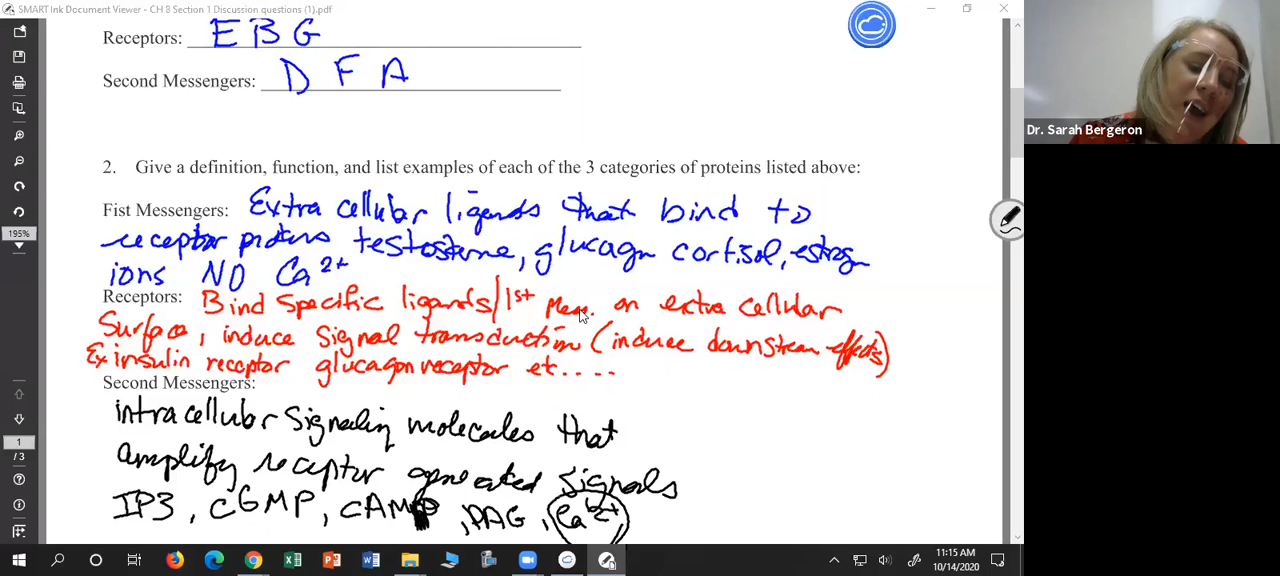 SMART Ink Document Viewer - CH 8 Section 1 Discussion questions (1).pdf
Receptors: E B G
Second Messengers: D F A
Dr. Sarah Bergeron
2. Give a definition, function, and list examples of each of the 3 categories of proteins listed above:
Fist Messengers: Extra cellular ligands that bind to
receptor proteins testosterone, glucagon cortisol, estrogen
ions NO Ca2+
195%
Receptors: Bind specific ligands/1st Mess. on extra cellular
Surface, induce signal transduction (induce downstream effects)
Ex insulin receptor glucagon receptor et.....
Second Messengers:
intracellular signaling molecules that
amplify receptor generated signals
IP3, cGMP, cAMP, DAG, Ca2+
1
/ 3
11:15 AM
10/14/2020